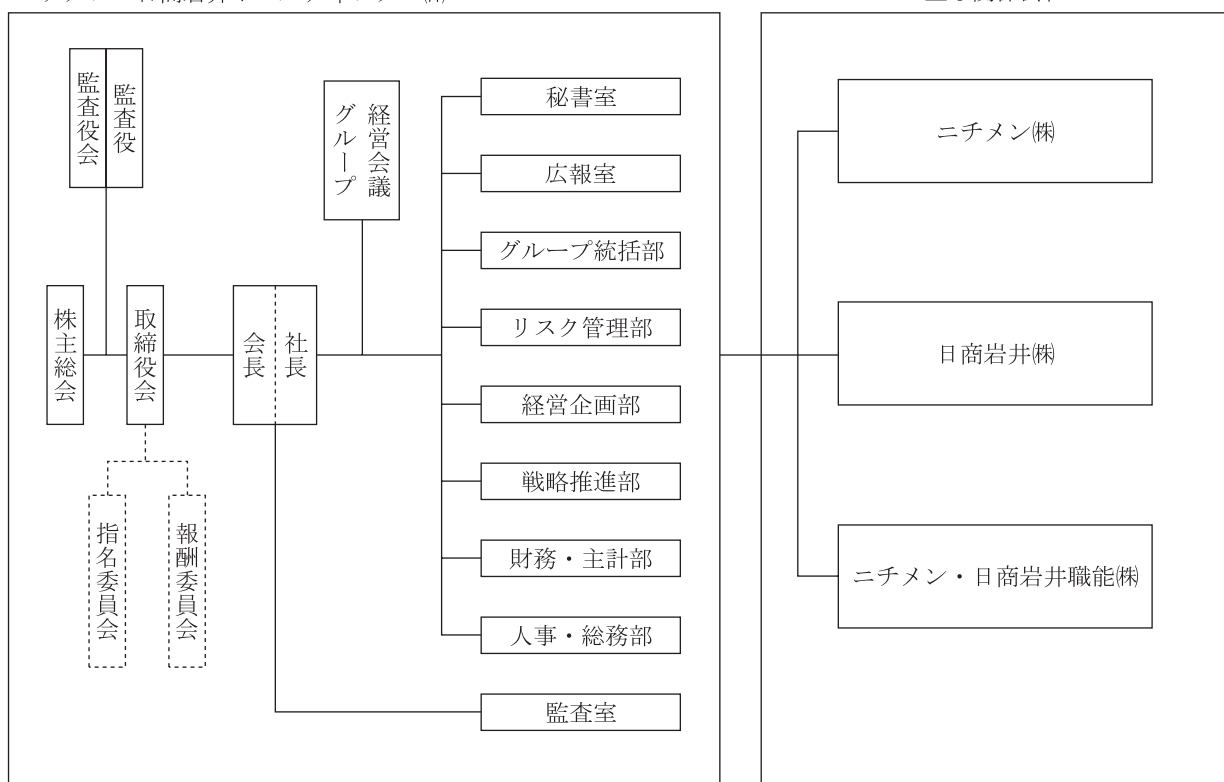 監査役会
監査役
グループ
経営会議
株主総会
取締役会
会長
社長
指名委員会
報酬委員会
秘書室
広報室
グループ統括部
リスク管理部
経営企画部
戦略推進部
財務・主計部
人事・総務部
監査室
ニチメン㈱
日商岩井㈱
ニチメン・日商岩井職能㈱